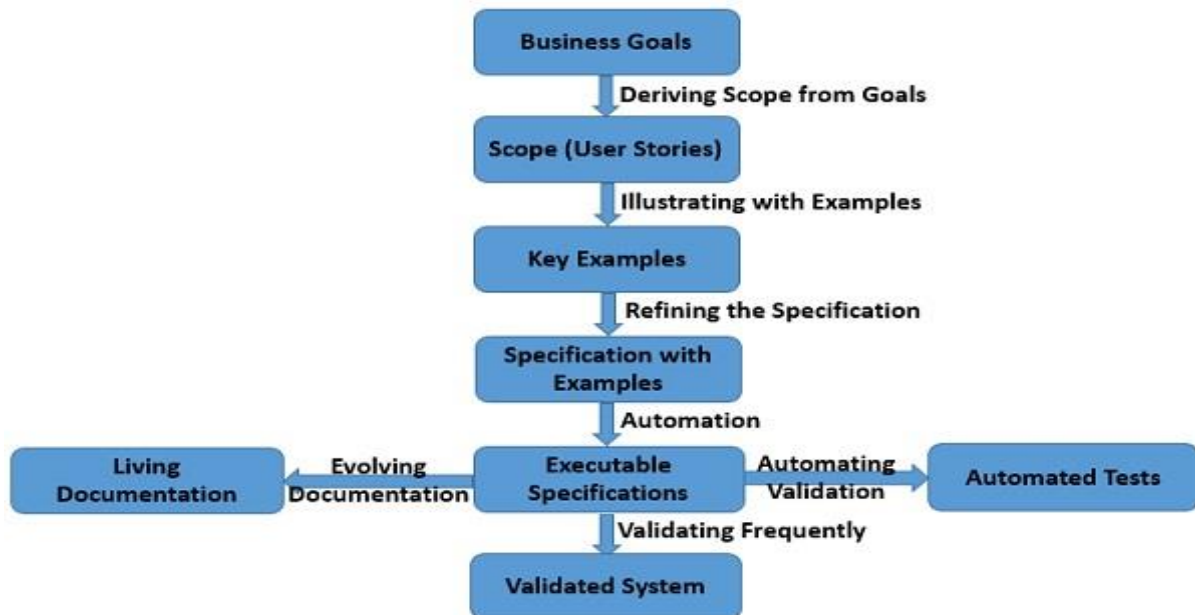 Business Goals
Deriving Scope from Goals
Scope (User Stories)
Illustrating with Examples
Key Examples
Refining the Specification
Specification with
Examples
Automation
Living
Documentation
Evolving
Documentation
Executable
Specifications
Automating
Validation
Automated Tests
Validating Frequently
Validated System